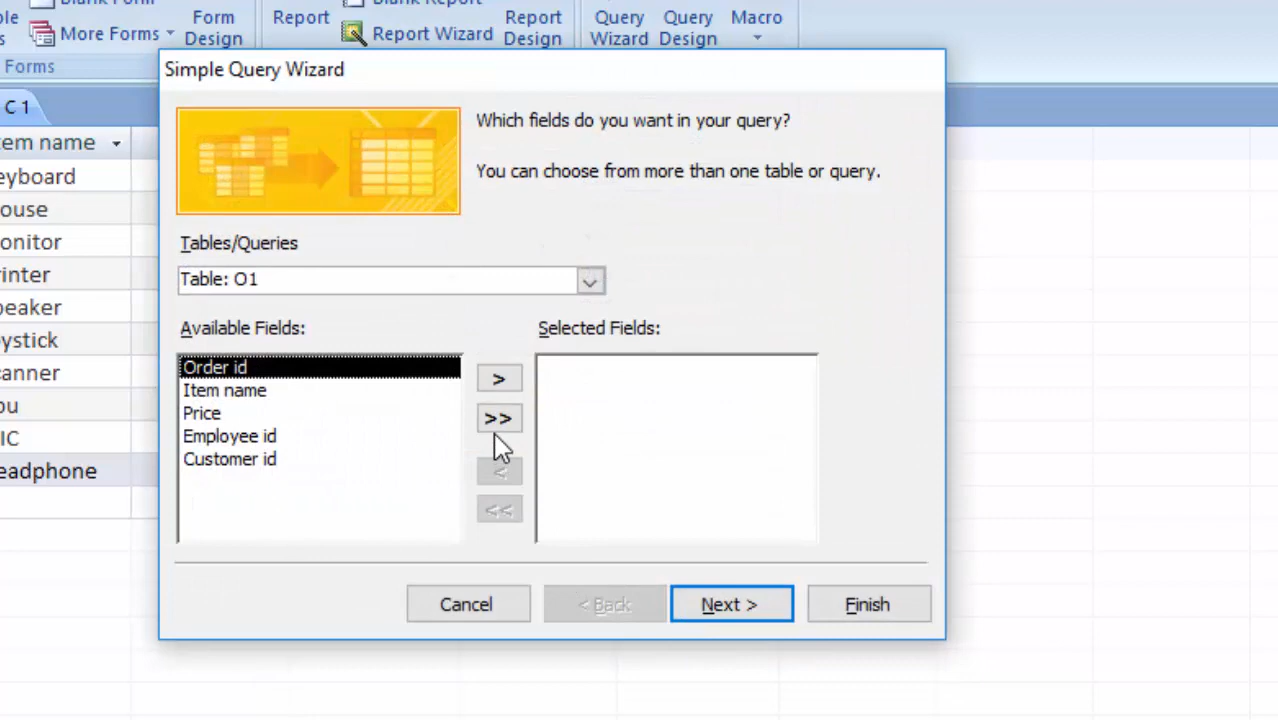 Form
Report
Report
Query
Query
Macro
More Forms
Design
Report Wizard
Design
Wizard
Design
Forms
Simple Query Wizard
C 1
Which fields do you want in your query?
You can choose from more than one table or query.
Tables/Queries
Table: O1
Available Fields:
Selected Fields:
Order id
Item name
Price
Employee id
Customer id
>
>>
<
<<
Cancel
< Back
Next >
Finish
tem name
eyboard
ouse
onitor
rinter
peaker
ystick
canner
pu
IC
eadphone